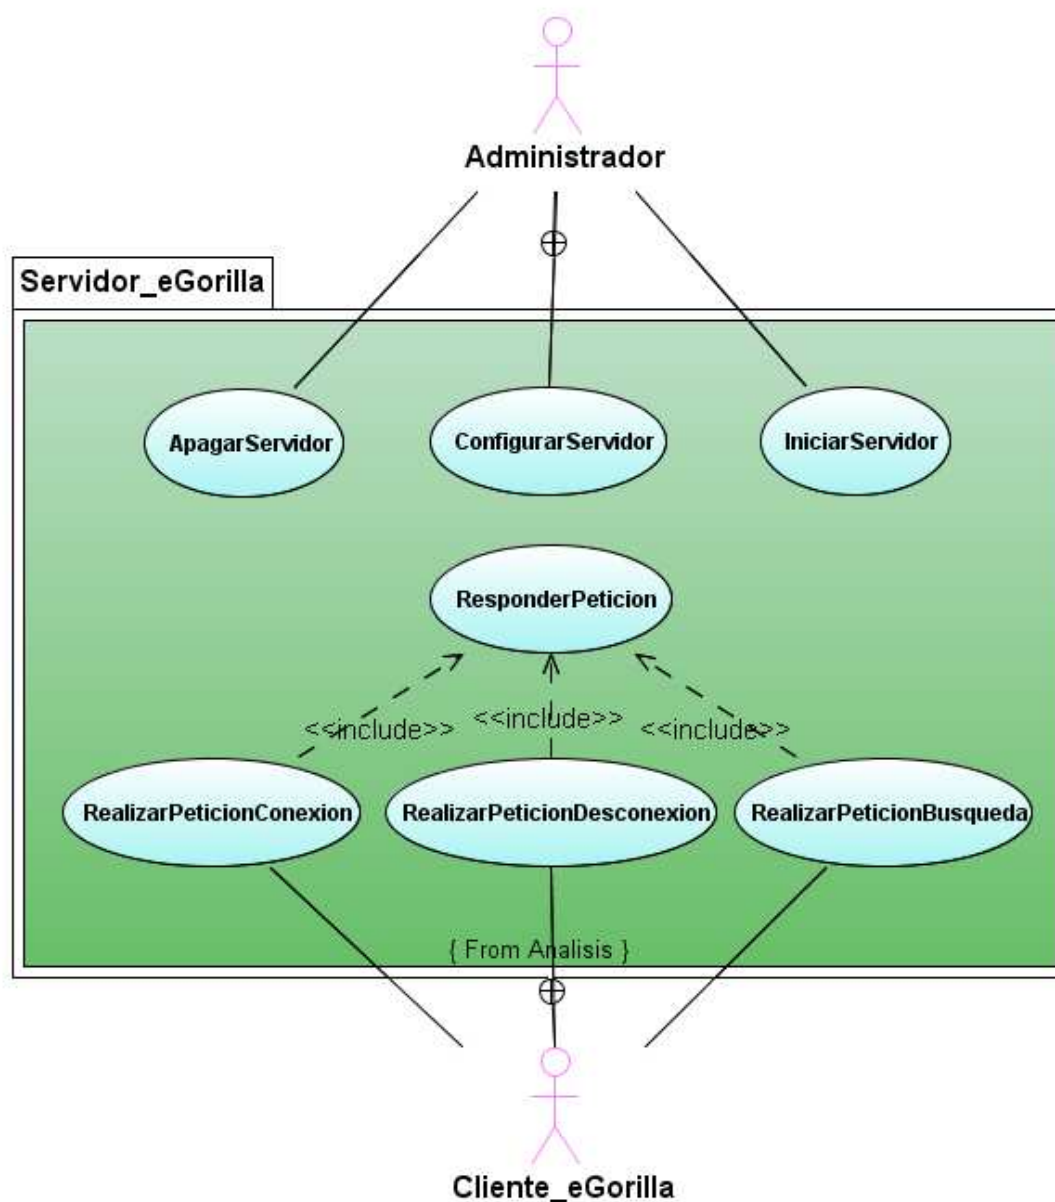 Administrador
Servidor_eGorilla
ApagarServidor
ConfigurarServidor
IniciarServidor
ResponderPeticion
<<include>>
<<include>>
<<include>>
RealizarPeticionConexion
RealizarPeticionDesconexion
RealizarPeticionBusqueda
{ From Analisis }
Cliente_eGorilla